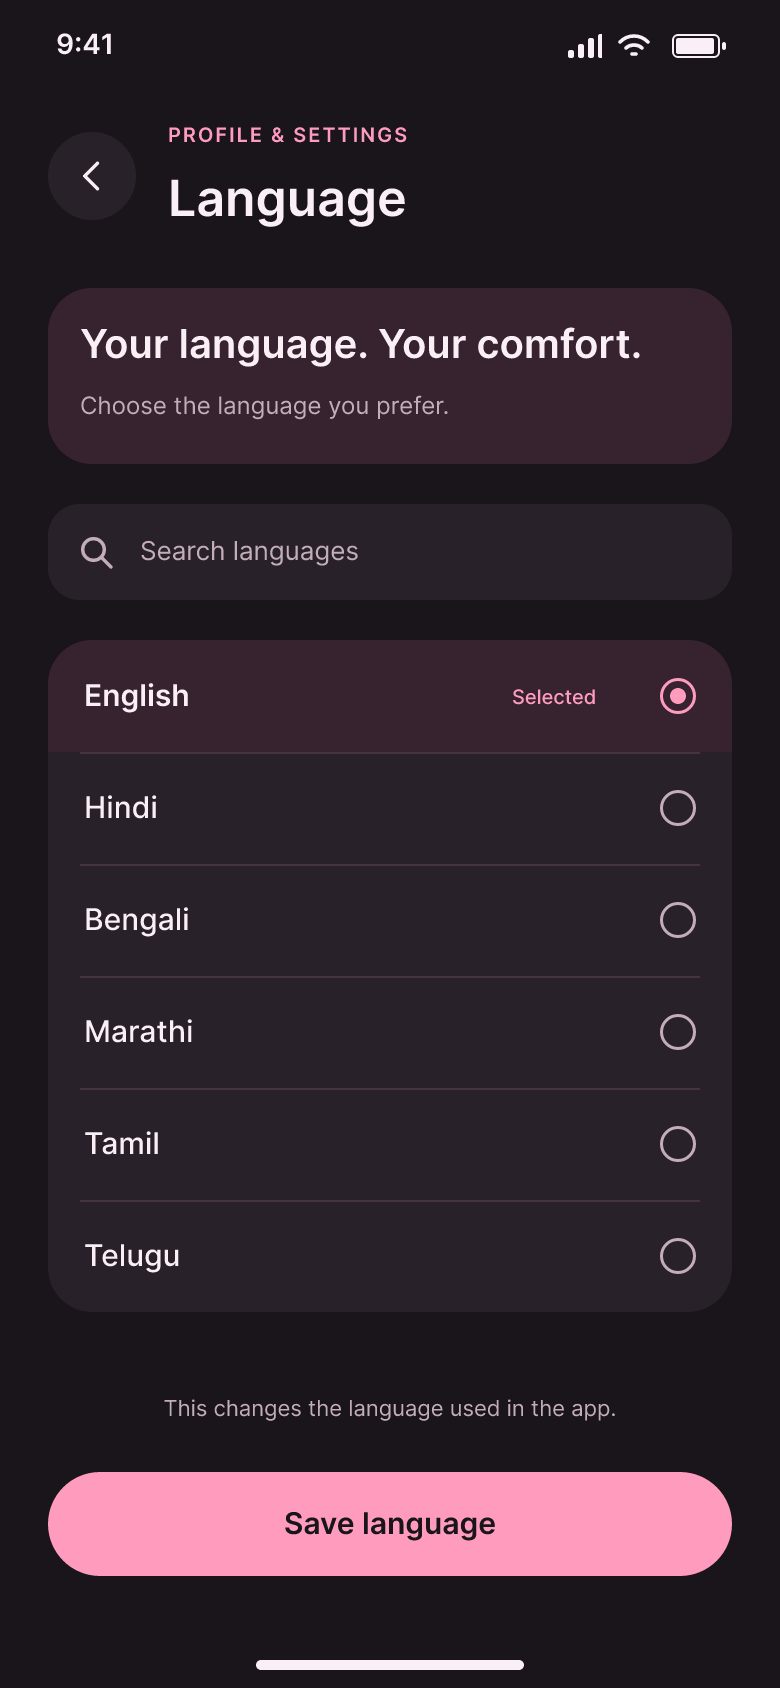 9:41
PROFILE & SETTINGS
Language
Your language. Your comfort.
Choose the language you prefer.
Search languages
English Selected
Hindi
Bengali
Marathi
Tamil
Telugu
This changes the language used in the app.
Save language